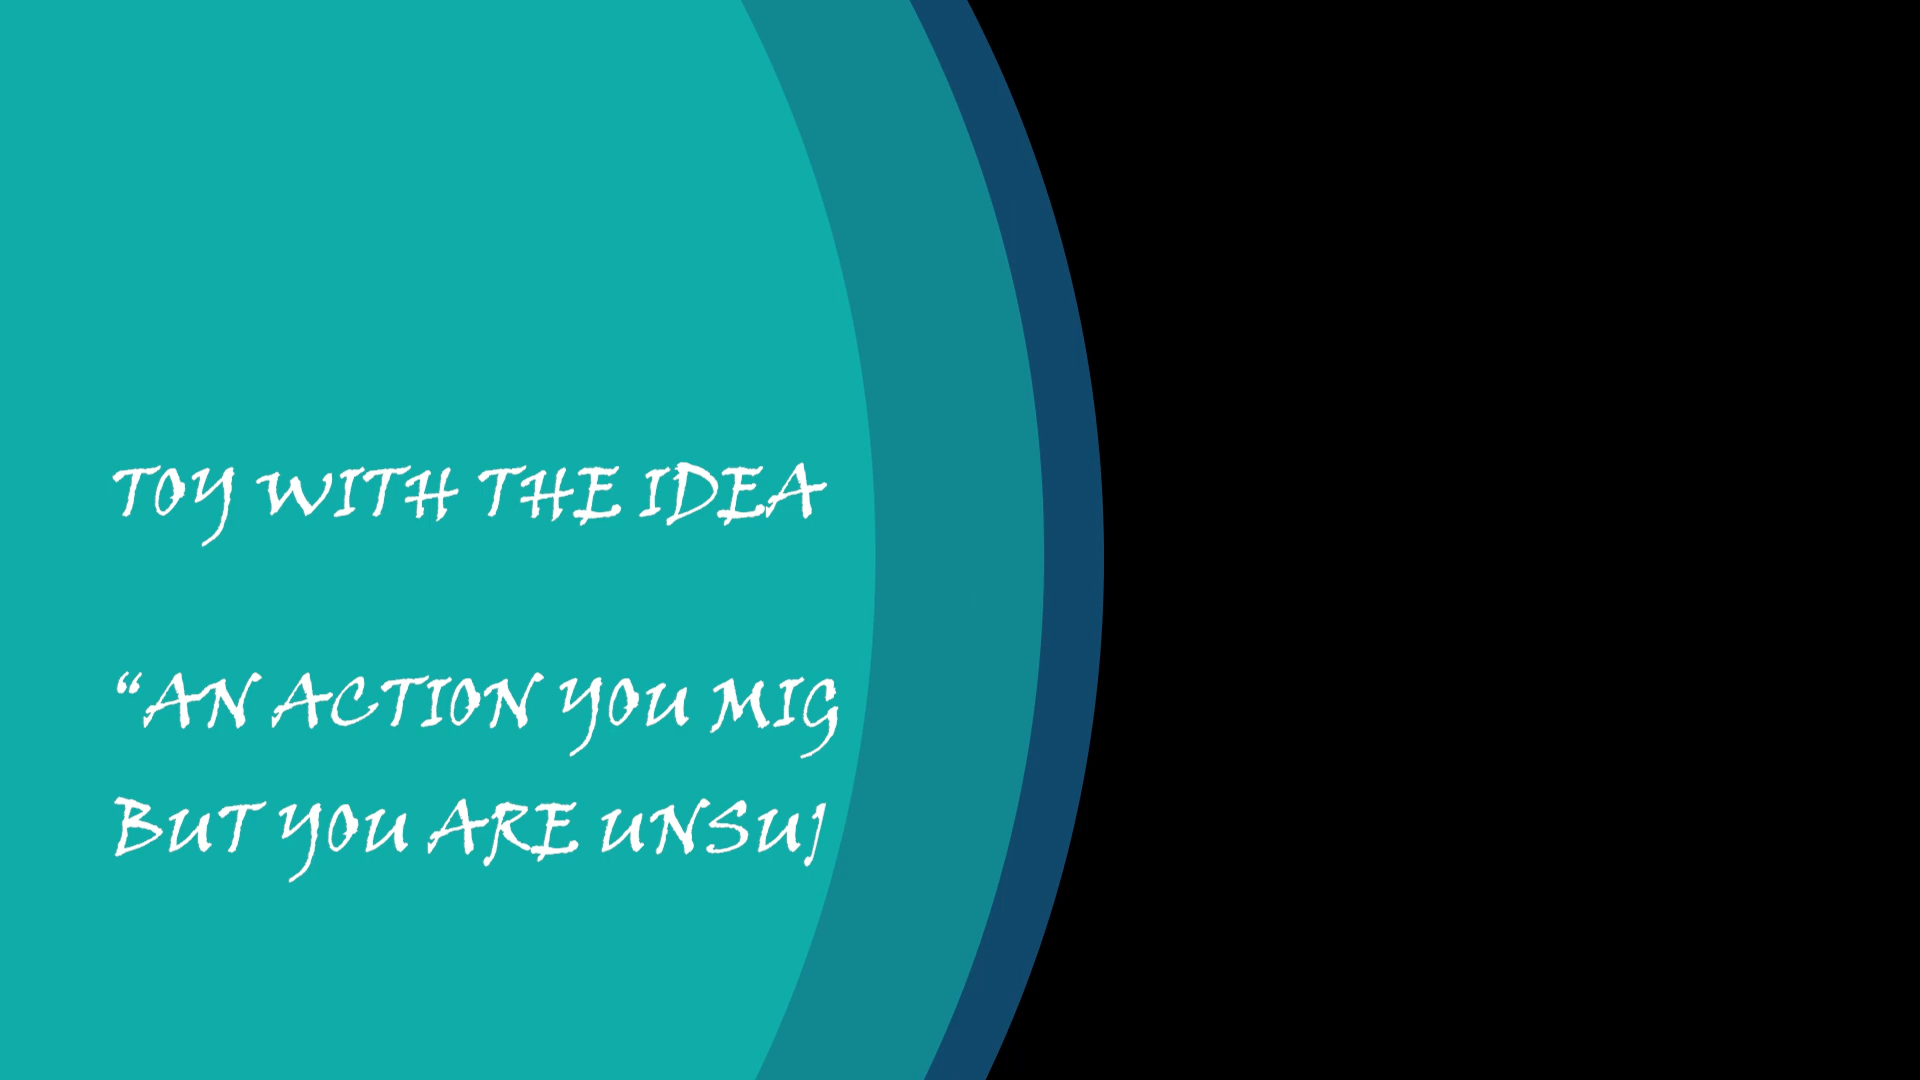 TOY WITH THE IDEA
“AN ACTION YOU MIG
BUT YOU ARE UNSU